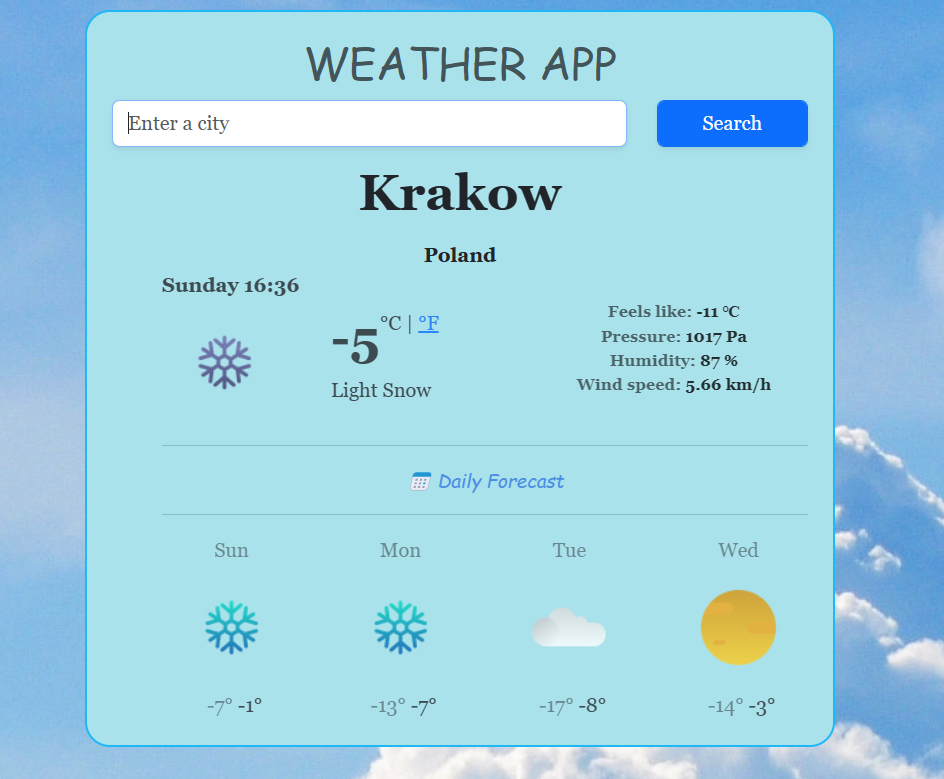 WEATHER APP
Enter a city
Search
Krakow
Poland
Sunday 16:36
-5°C | °F
Light Snow
Feels like: -11 °C
Pressure: 1017 Pa
Humidity: 87 %
Wind speed: 5.66 km/h
Daily Forecast
Sun Mon Tue Wed
-7° -1° -13° -7° -17° -8° -14° -3°